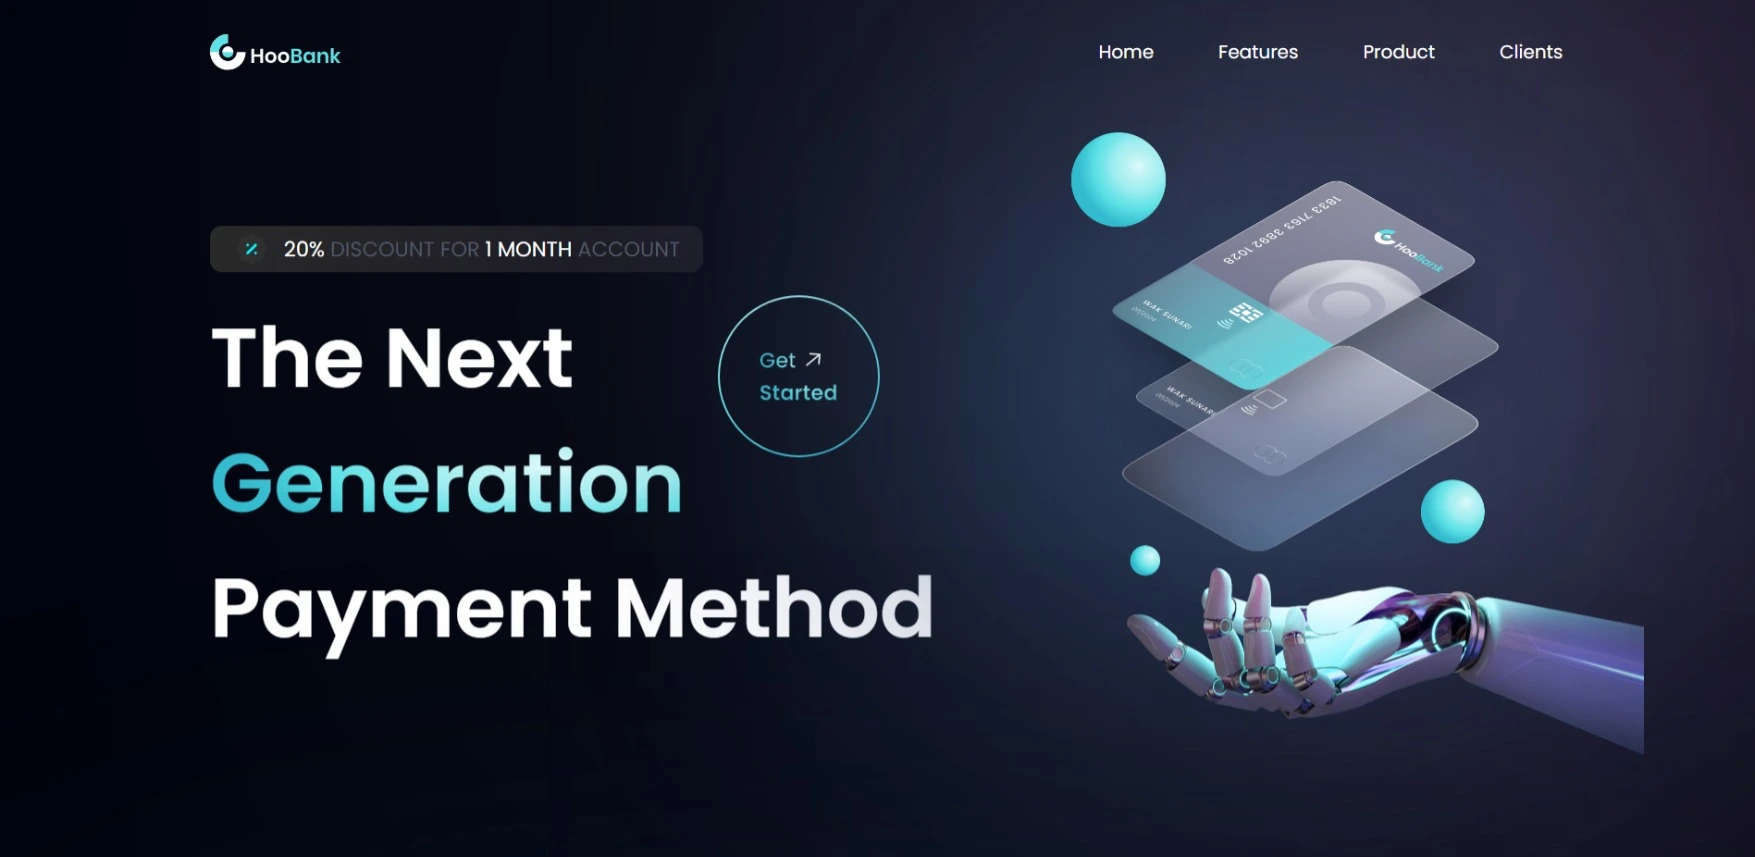 HooBank
Home Features Product Clients
20% DISCOUNT FOR 1 MONTH ACCOUNT
The Next
Generation
Payment Method
Get
Started
1833 7163 3892 1028
HooBank
WAK SUNARI
WAK SUNARI